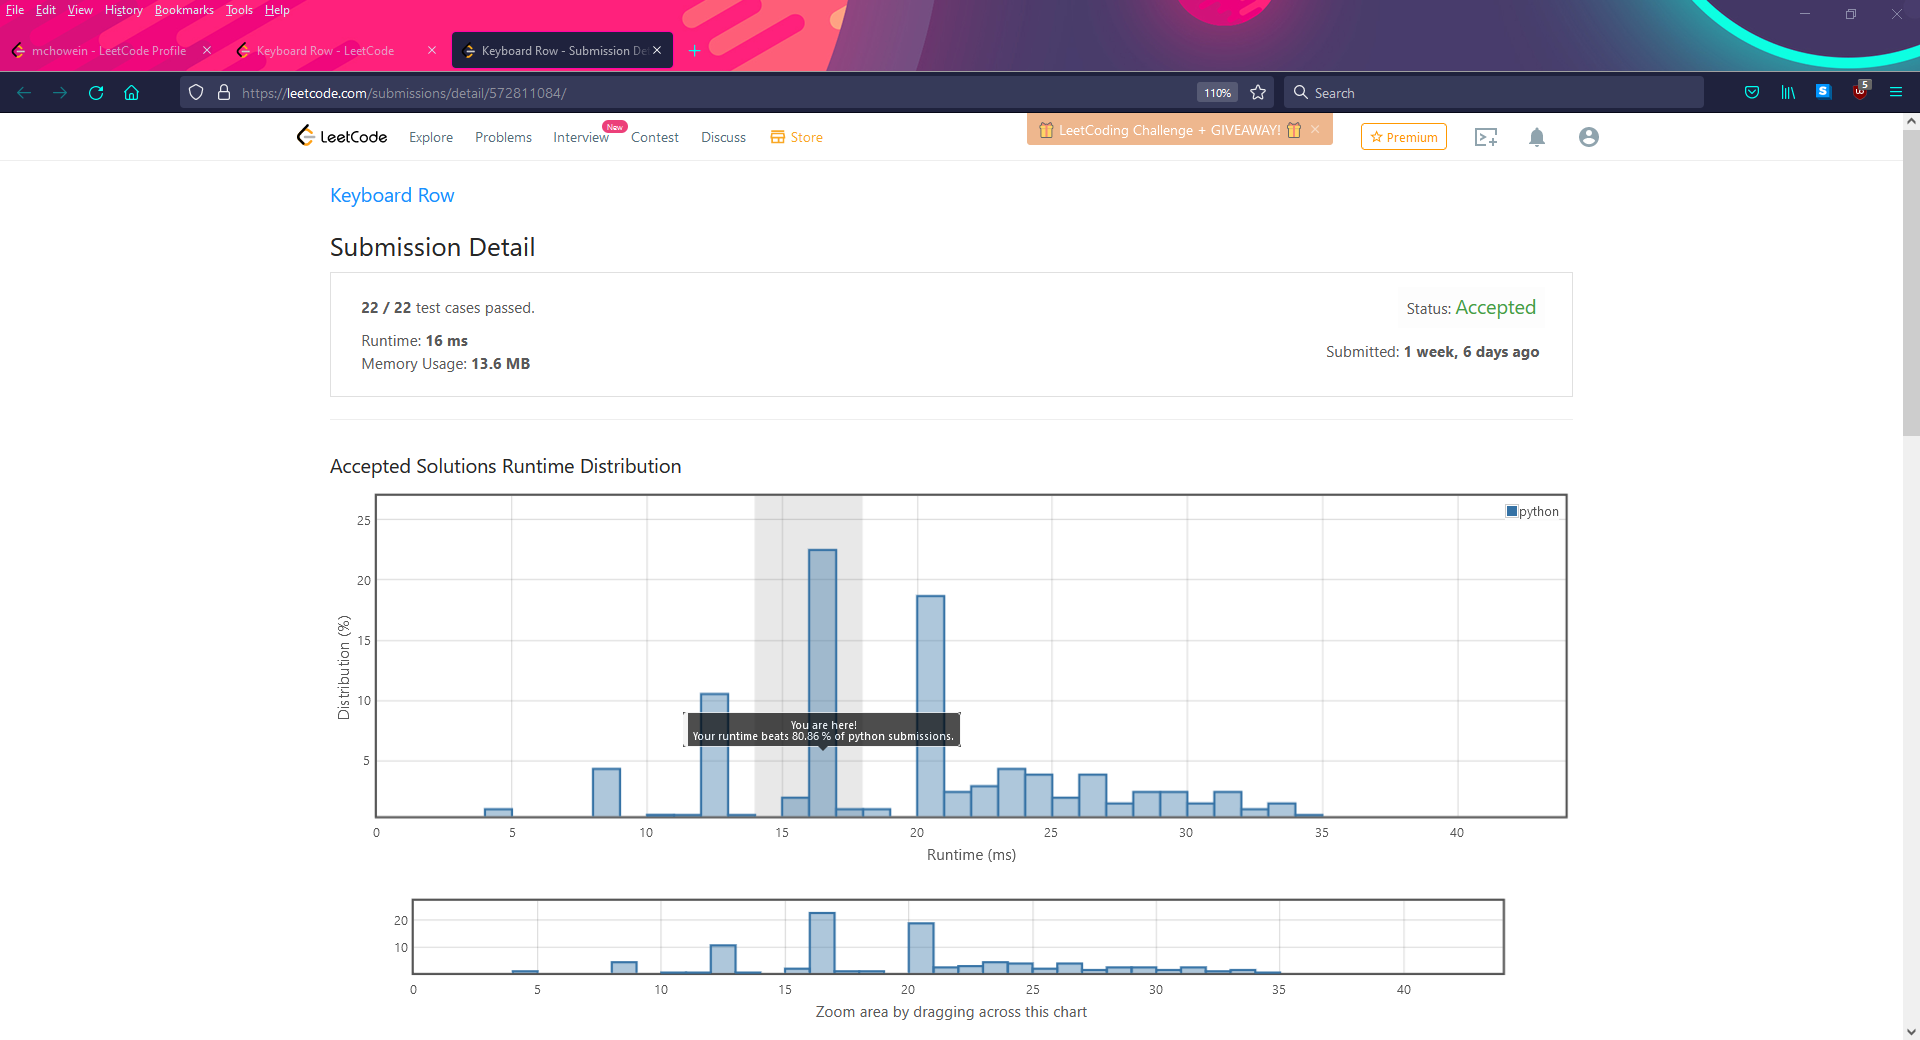 File Edit View History Bookmarks Tools Help
mchowein - LeetCode Profile
Keyboard Row - LeetCode
Keyboard Row - Submission De
https://leetcode.com/submissions/detail/572811084/
110%
Search
S
5
LeetCode
Explore
Problems
Interview
New
Contest
Discuss
Store
LeetCoding Challenge + GIVEAWAY!
Premium
Keyboard Row
Submission Detail
22 / 22 test cases passed.
Status: Accepted
Runtime: 16 ms
Submitted: 1 week, 6 days ago
Memory Usage: 13.6 MB
Accepted Solutions Runtime Distribution
python
25
20
15
10
5
Distribution (%)
You are here!
Your runtime beats 80.86 % of python submissions.
0 5 10 15 20 25 30 35 40
Runtime (ms)
20
10
0 5 10 15 20 25 30 35 40
Zoom area by dragging across this chart